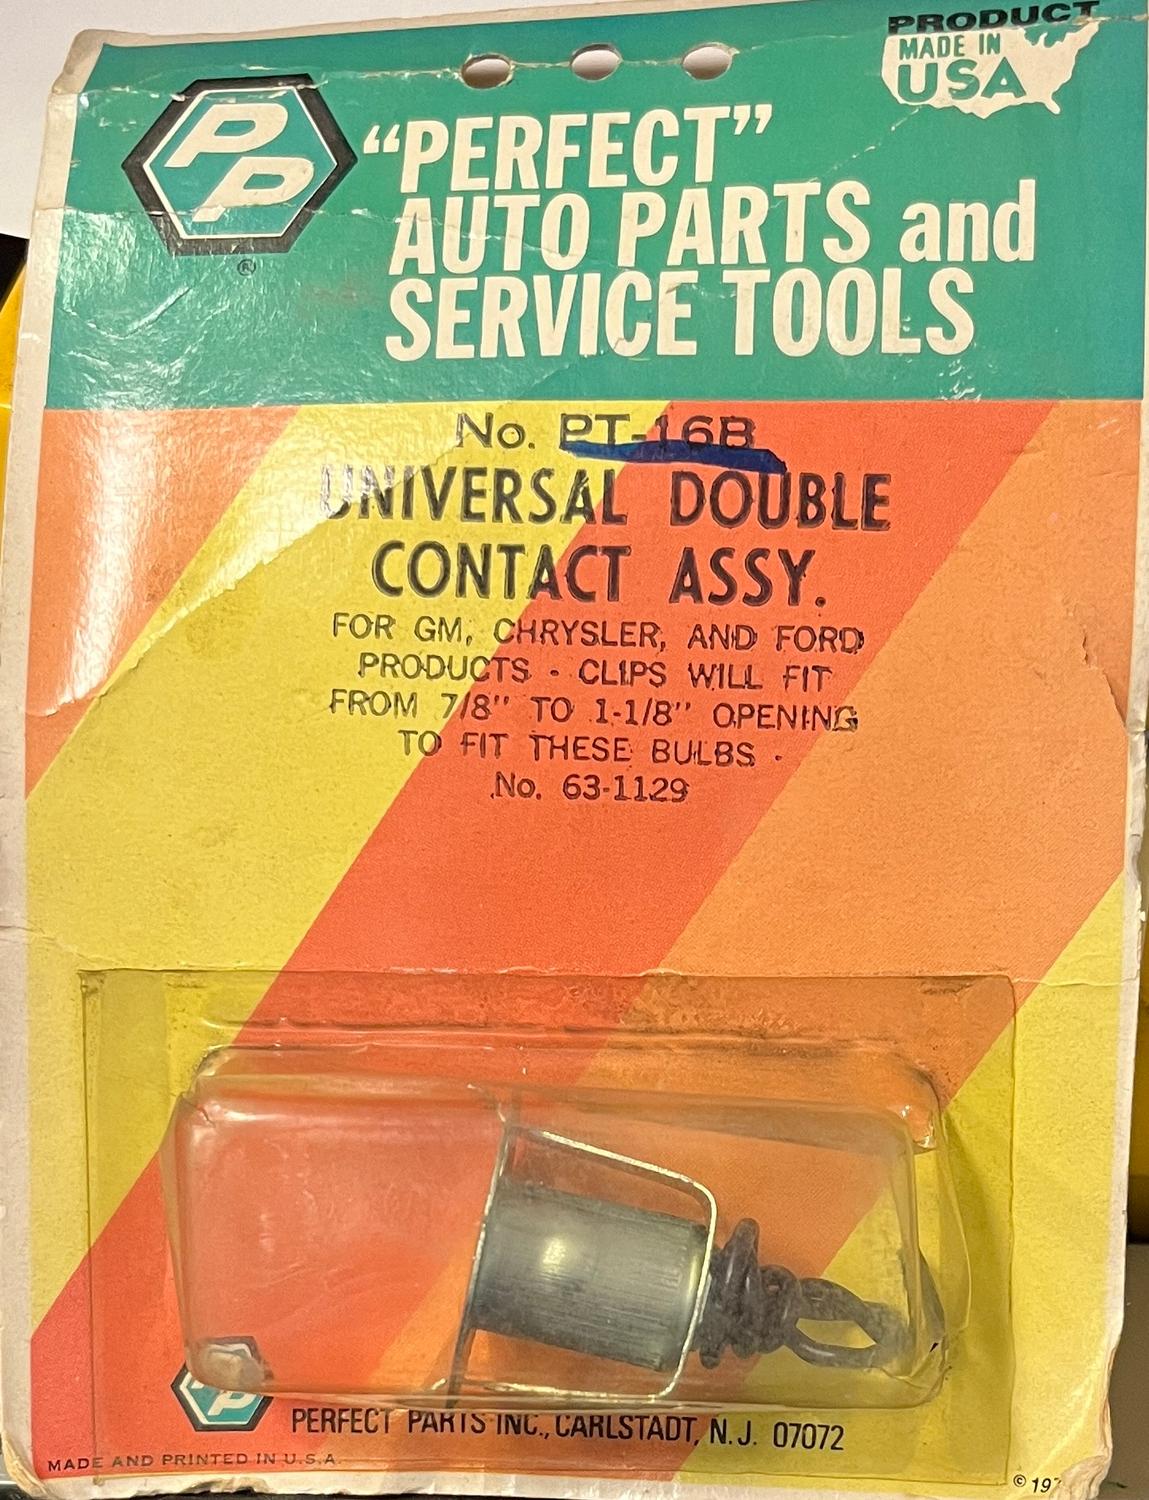 PRODUCT
MADE IN
USA
PP
®
“PERFECT”
AUTO PARTS and
SERVICE TOOLS
No. PT-16B
UNIVERSAL DOUBLE
CONTACT ASSY.
FOR GM, CHRYSLER, AND FORD
PRODUCTS - CLIPS WILL FIT
FROM 7/8" TO 1-1/8" OPENING
TO FIT THESE BULBS -
No. 63-1129
PP
PERFECT PARTS INC., CARLSTADT, N.J. 07072
MADE AND PRINTED IN U.S.A.
©